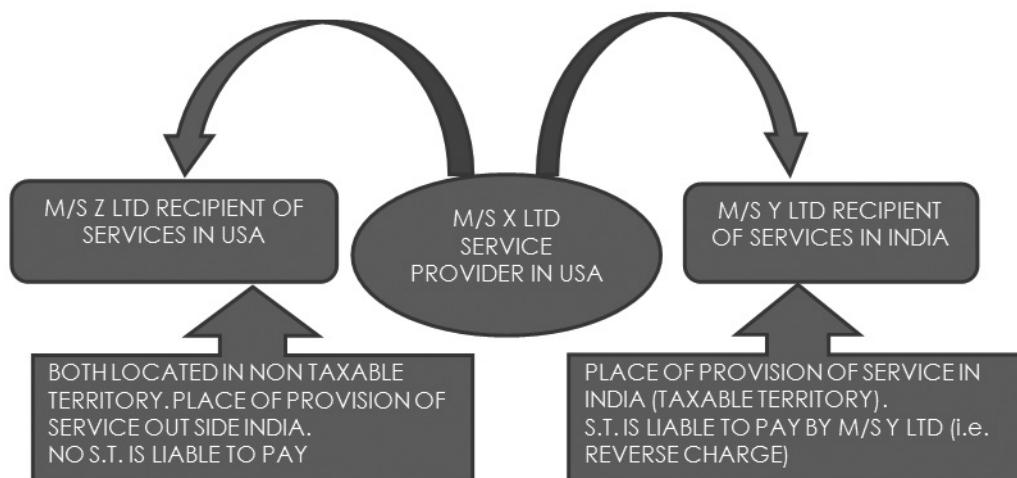 M/S Z LTD RECIPIENT OF
SERVICES IN USA
M/S X LTD
SERVICE
PROVIDER IN USA
M/S Y LTD RECIPIENT
OF SERVICES IN INDIA
BOTH LOCATED IN NON TAXABLE
TERRITORY.PLACE OF PROVISION OF
SERVICE OUT SIDE INDIA.
NO S.T. IS LIABLE TO PAY
PLACE OF PROVISION OF SERVICE IN
INDIA (TAXABLE TERRITORY).
S.T. IS LIABLE TO PAY BY M/S Y LTD (i.e.
REVERSE CHARGE)